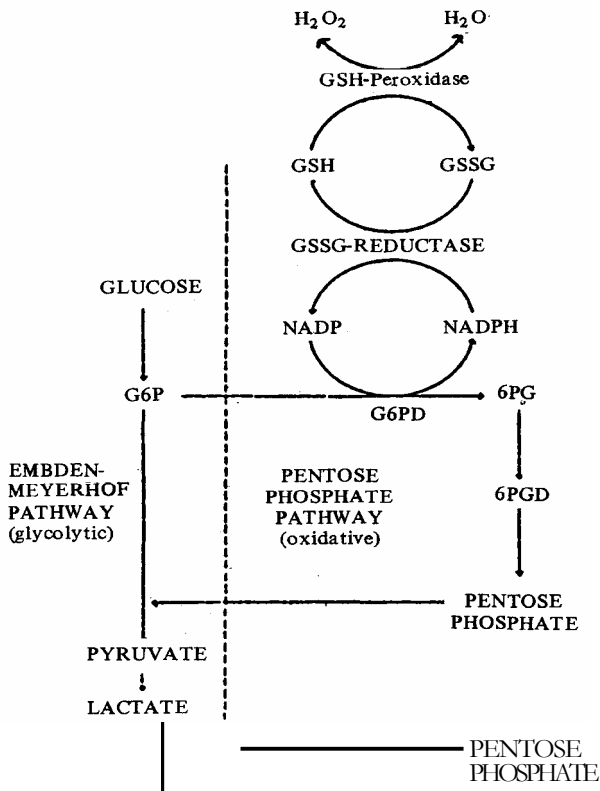 H2O2
H2O
GSH-Peroxidase
GSH
GSSG
GSSG-REDUCTASE
GLUCOSE
NADP
NADPH
G6P
6PG
G6PD
EMBDEN-
MEYERHOF
PATHWAY
(glycolytic)
PENTOSE
PHOSPHATE
PATHWAY
(oxidative)
6PGD
PENTOSE
PHOSPHATE
PYRUVATE
LACTATE
PENTOSE
PHOSPHATE